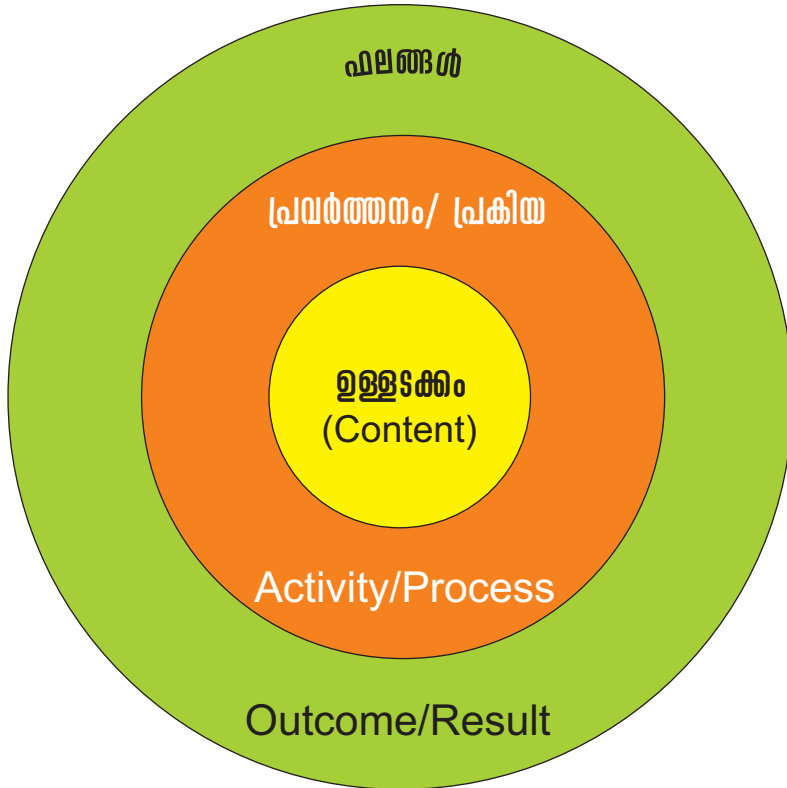 ഫലങ്ങൾ
പ്രവർത്തനം/ പ്രകിയ
ഉള്ളടക്കം
(Content)
Activity/Process
Outcome/Result